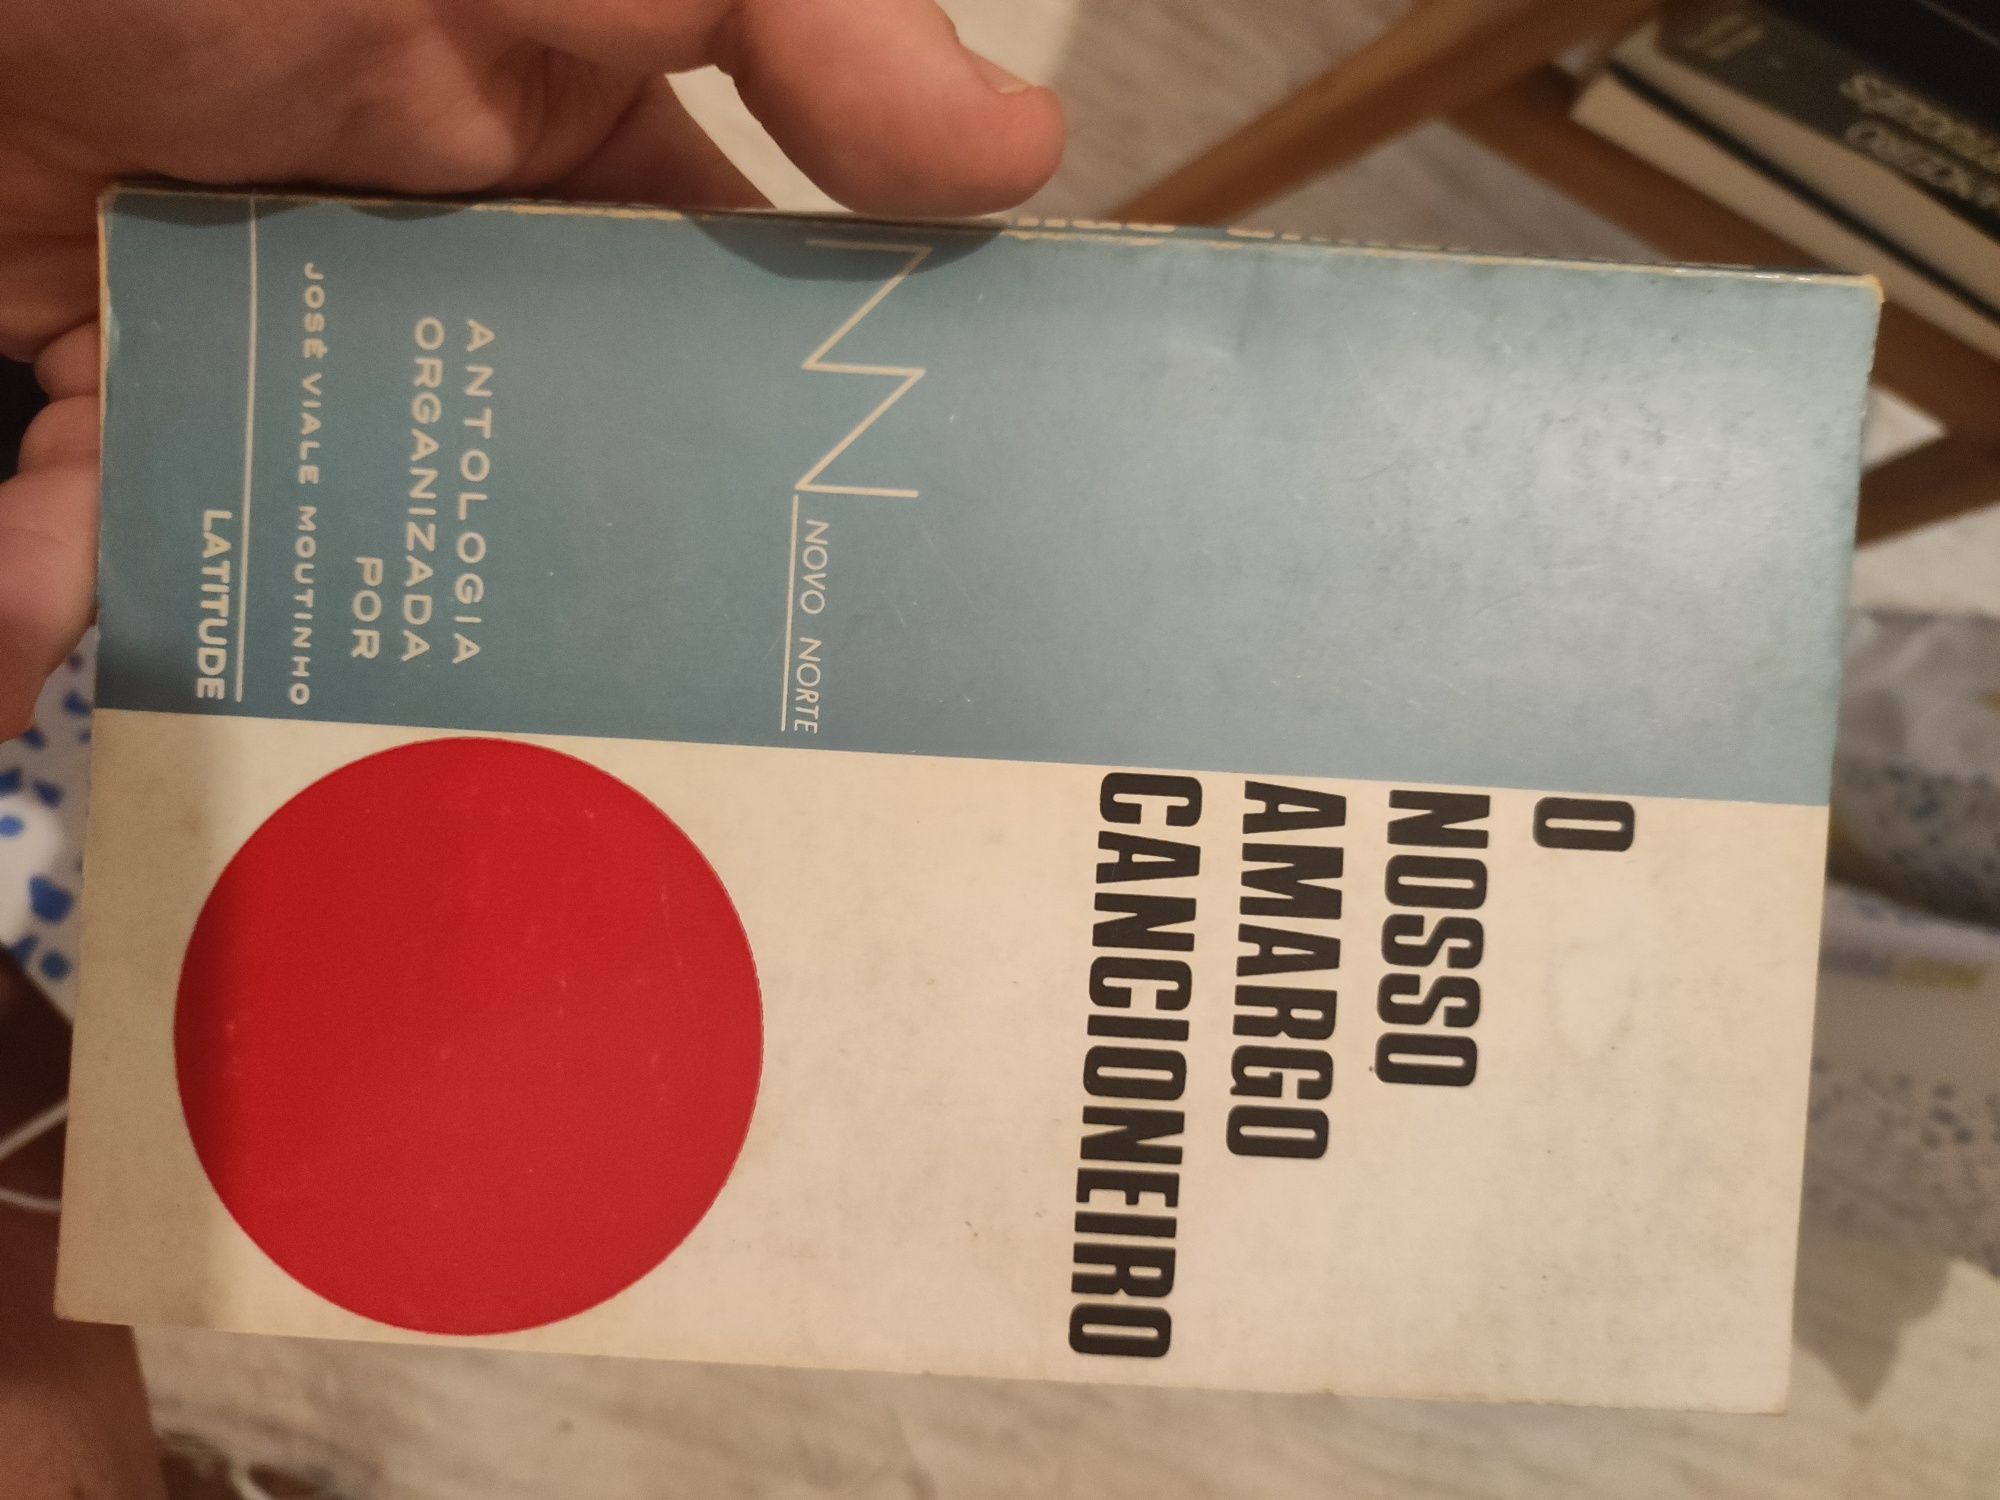 O
NOSSO
AMARGO
CANCIONEIRO
NOVO NORTE
ANTOLOGIA
ORGANIZADA
POR
JOSÉ VIALE MOUTINHO
LATITUDE